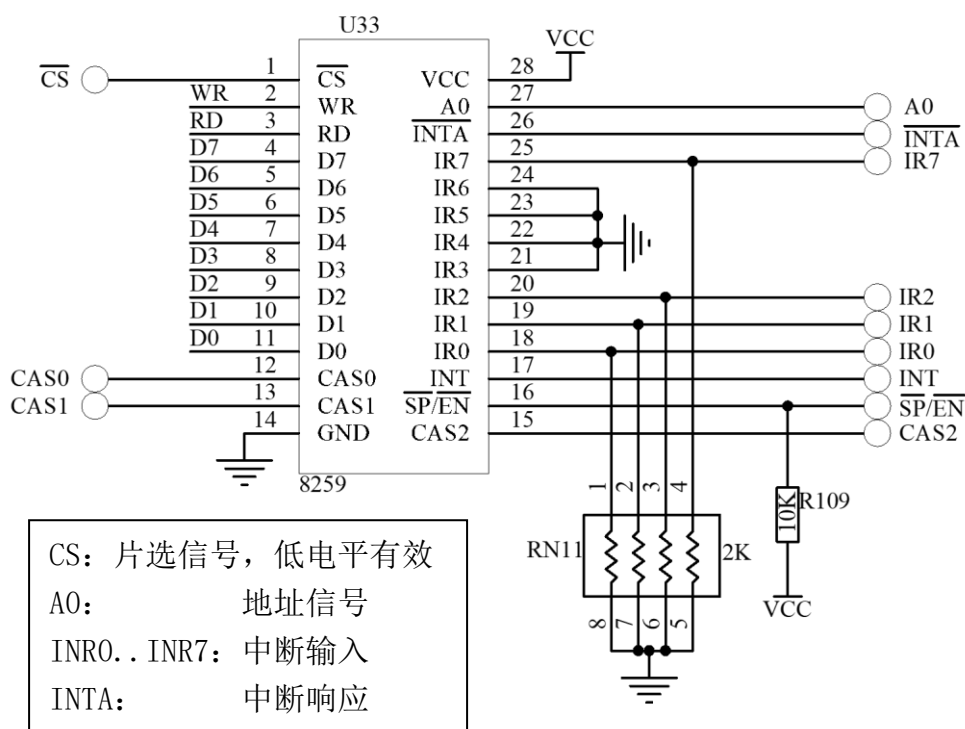 U33
VCC
CS 1 CS VCC 28
WR 2 WR A0 27 A0
RD 3 RD INTA 26 INTA
D7 4 D7 IR7 25 IR7
D6 5 D6 IR6 24
D5 6 D5 IR5 23
D4 7 D4 IR4 22
D3 8 D3 IR3 21
D2 9 D2 IR2 20 IR2
D1 10 D1 IR1 19 IR1
D0 11 D0 IR0 18 IR0
CAS0 12 CAS0 INT 17 INT
CAS1 13 CAS1 SP/EN 16 SP/EN
14 GND CAS2 15 CAS2
8259
1 2 3 4
10K R109
RN11 2K
VCC
8 7 6 5
CS：片选信号，低电平有效
A0： 地址信号
INR0..INR7：中断输入
INTA： 中断响应